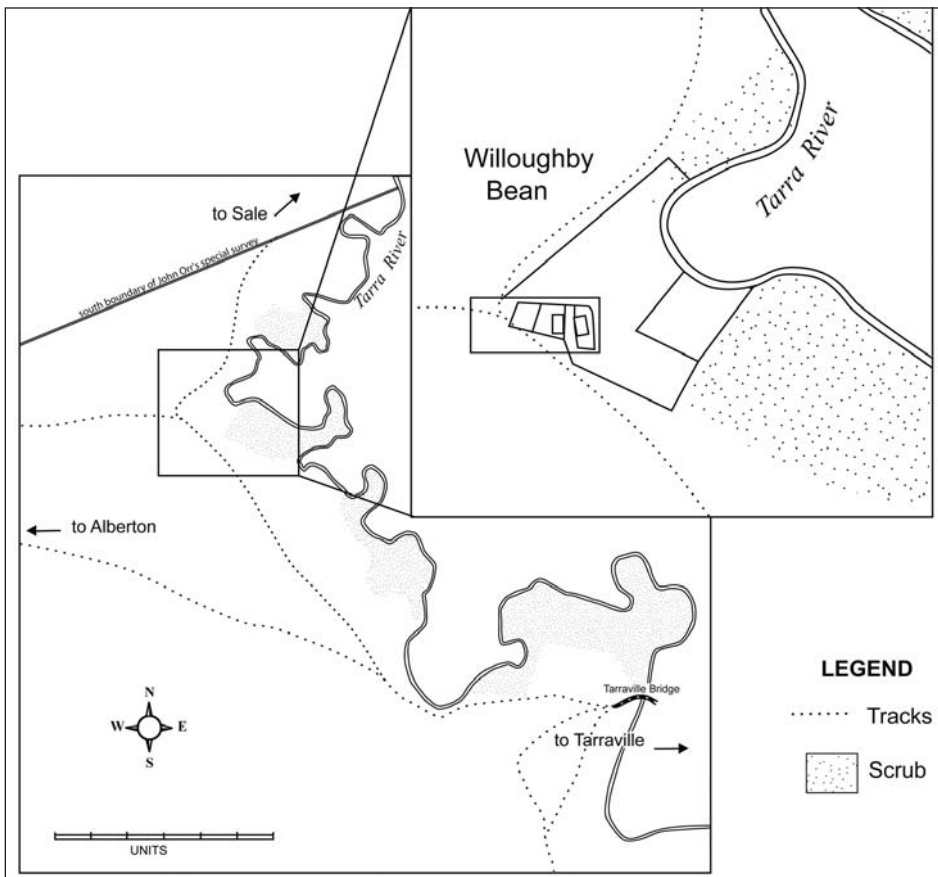 Willoughby
Bean
Tarra River
to Sale
south boundary of John Orr's special survey
Tarra River
to Alberton
Tarraville Bridge
to Tarraville
N
W E
S
UNITS
LEGEND
Tracks
Scrub